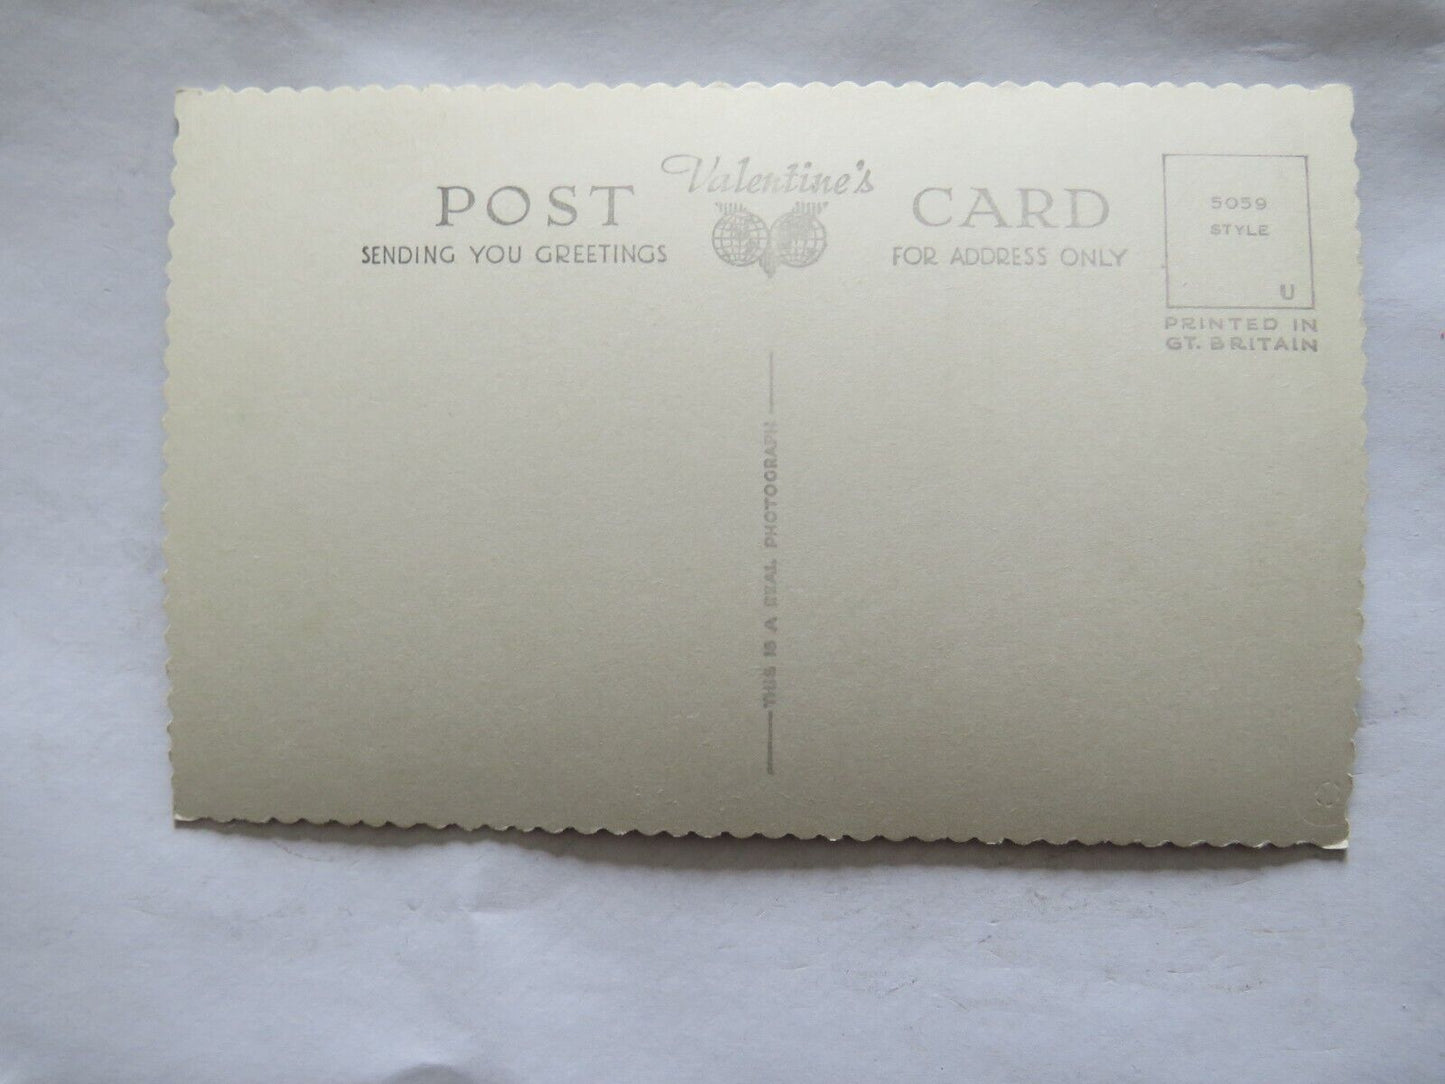 Valentine's
POST CARD
SENDING YOU GREETINGS
FOR ADDRESS ONLY
5059
STYLE
U
PRINTED IN
GT. BRITAIN
THIS IS A REAL PHOTOGRAPH